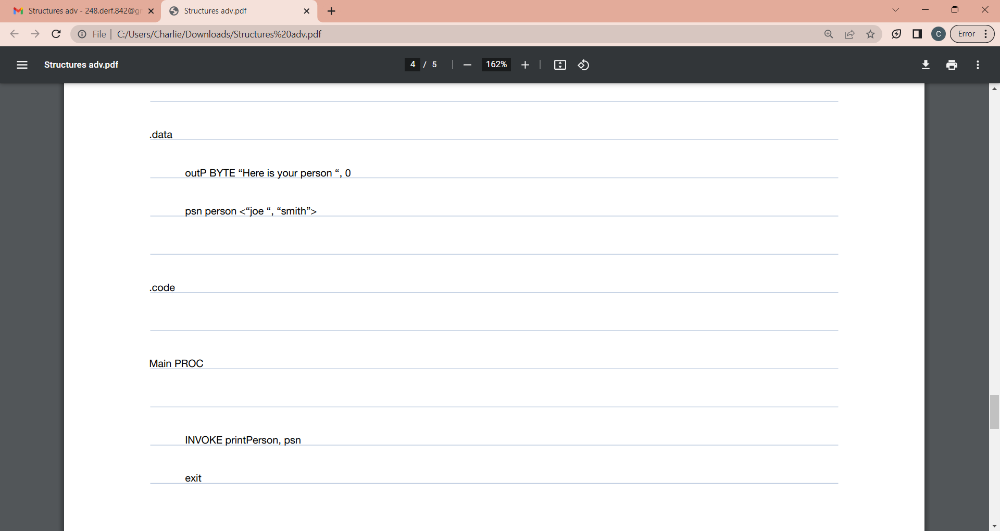 Structures adv - 248.derf.842@g
Structures adv.pdf
File
C:/Users/Charlie/Downloads/Structures%20adv.pdf
C
Error
Structures adv.pdf
4 / 5
162%
.data
outP BYTE “Here is your person “, 0
psn person <“joe “, “smith”>
.code
Main PROC
INVOKE printPerson, psn
exit